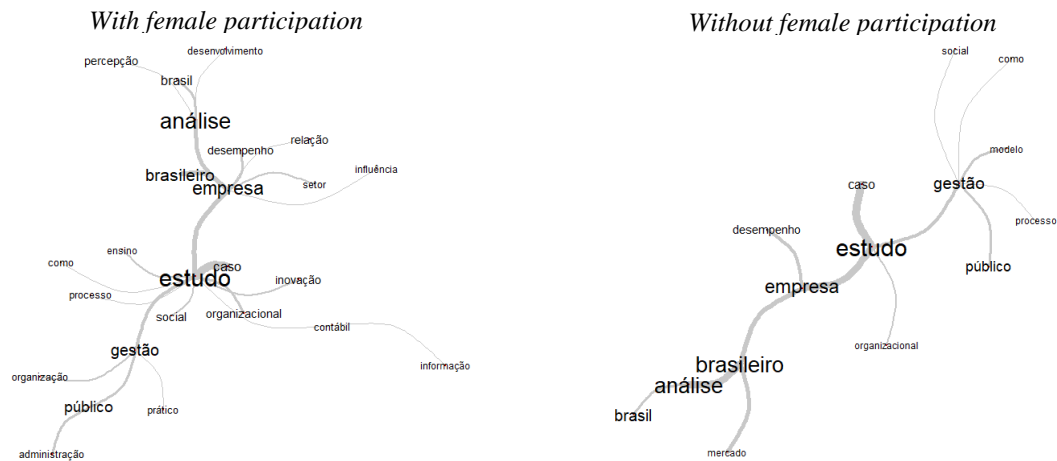 With female participation
desenvolvimento
percepção
brasil
análise
relação
desempenho
influência
brasileiro
empresa
setor
ensino
como
caso
estudo
inovação
processo
social
organizacional
contábil
gestão
informação
organização
público
prático
administração
Without female participation
social
como
modelo
caso
gestão
processo
desempenho
estudo
público
empresa
organizacional
brasileiro
análise
brasil
mercado